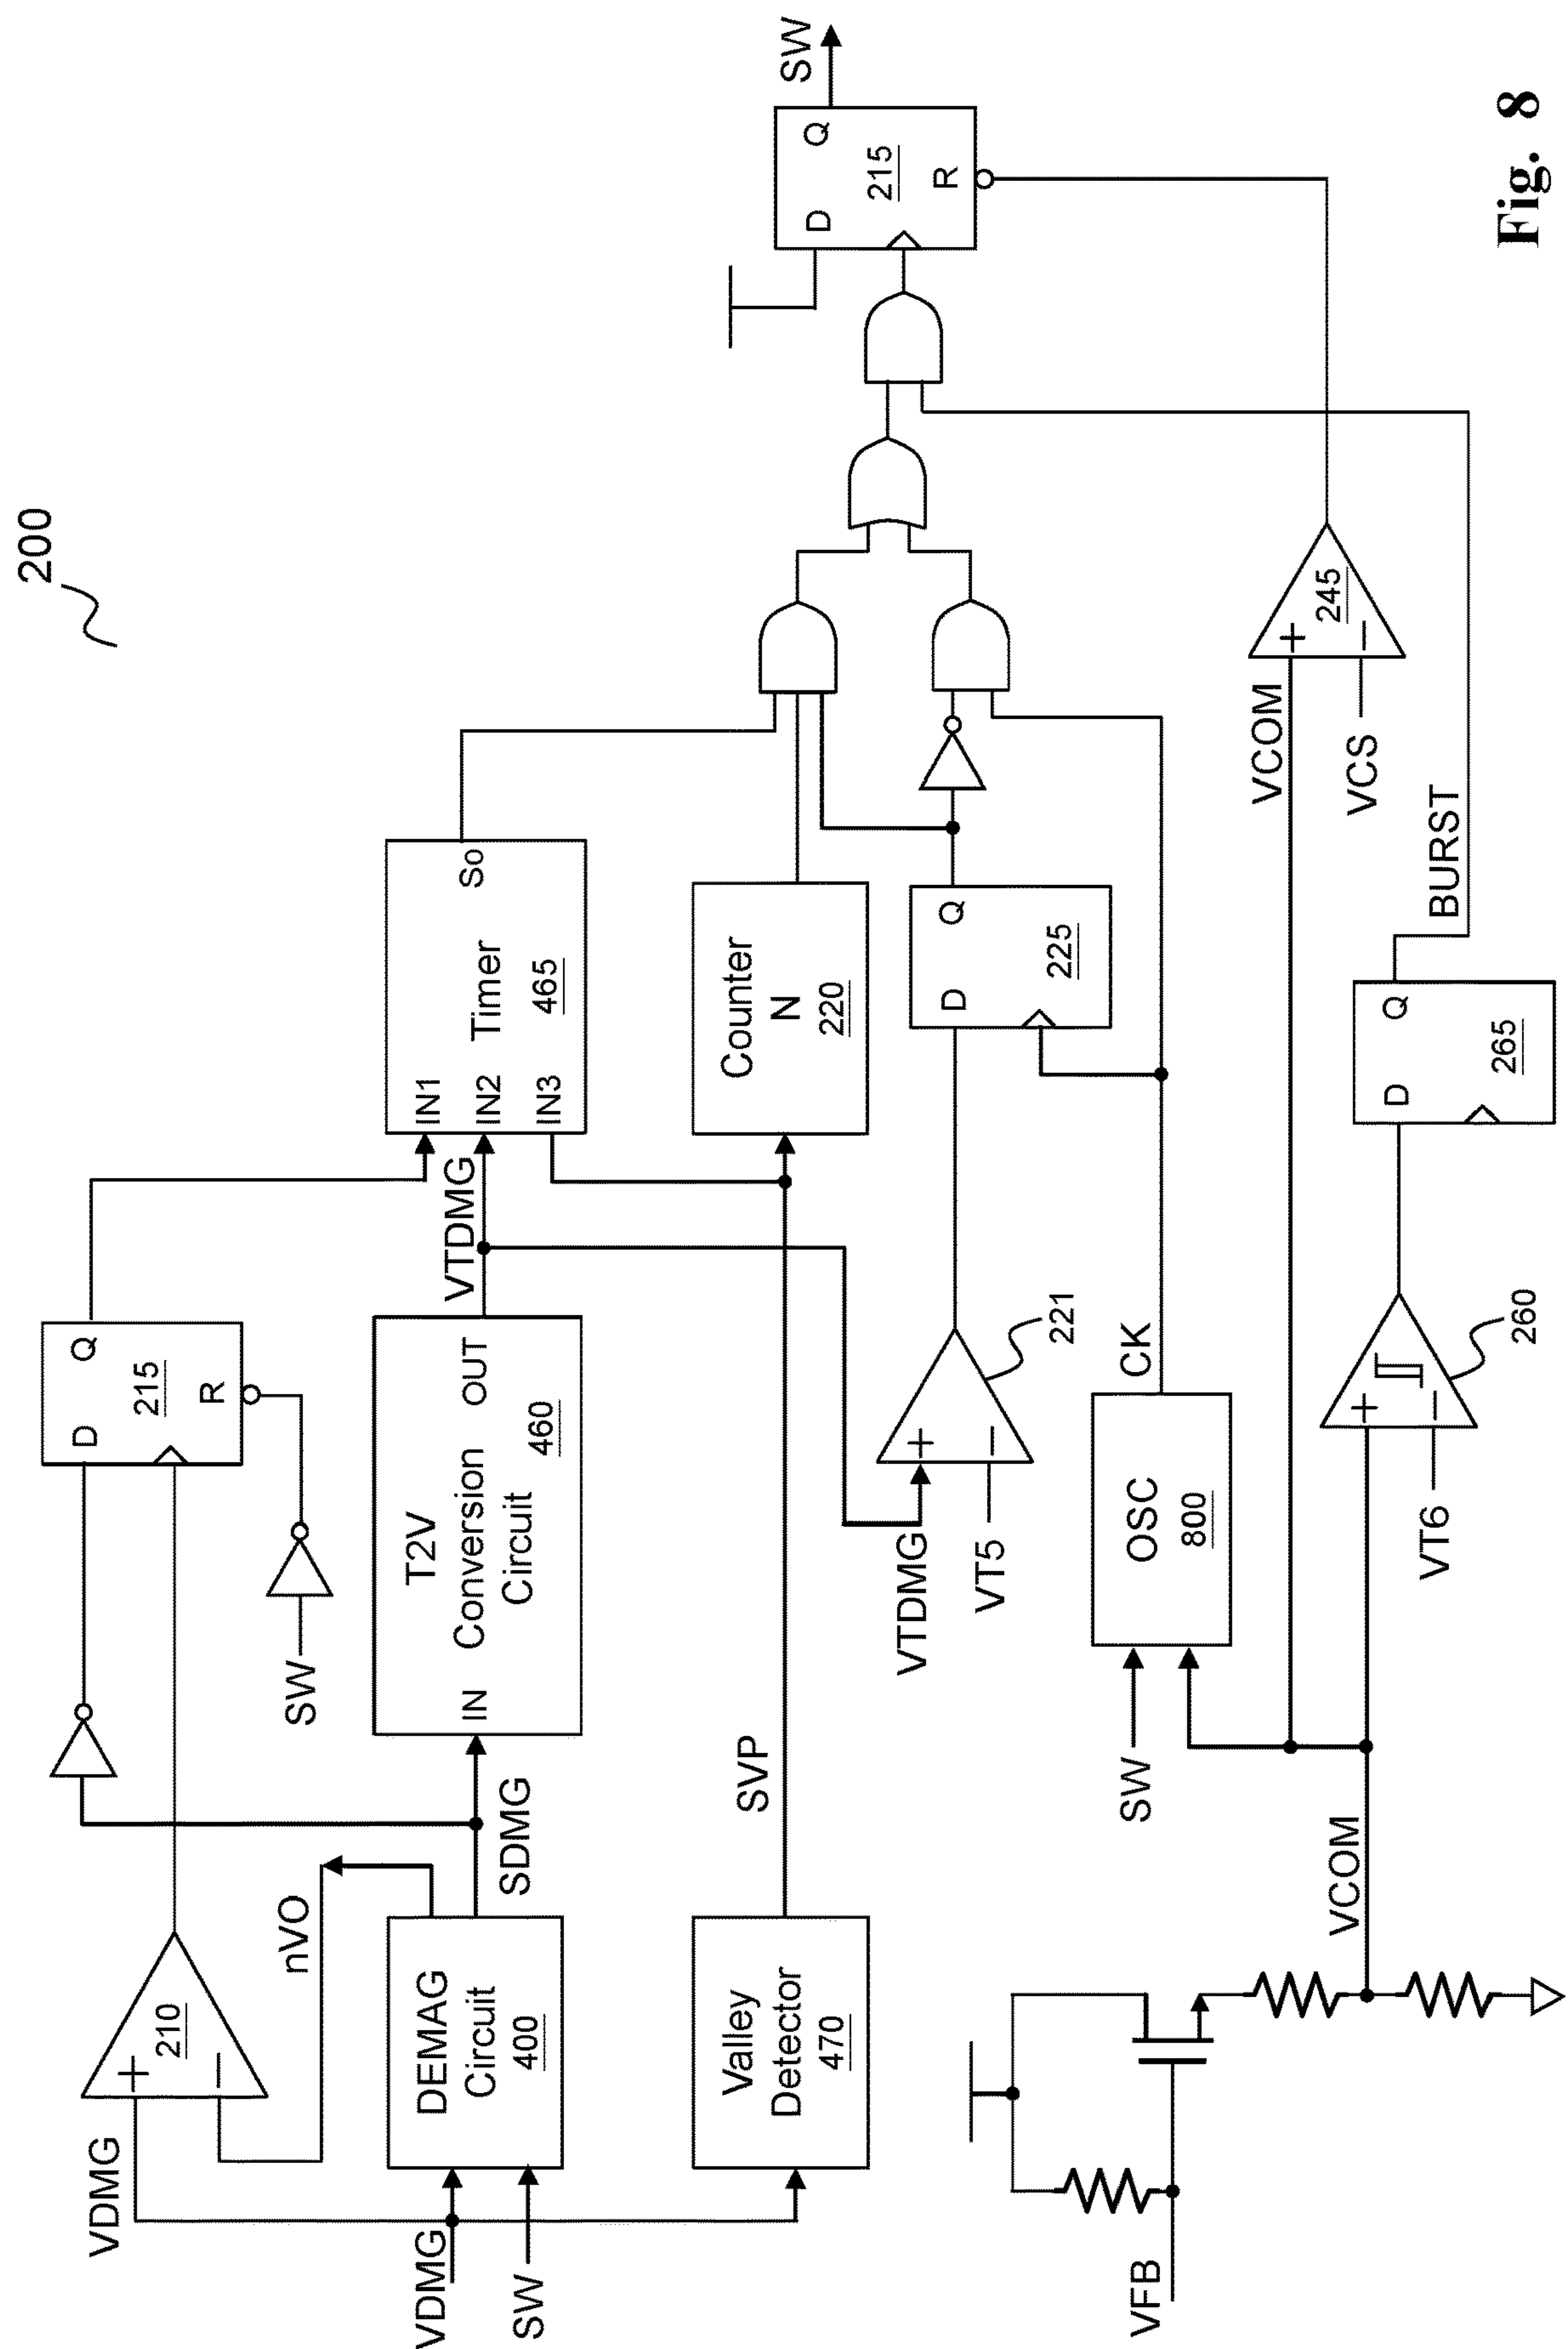 200
VDMG
+
−
210
nVO
D
Q
215
R
SW
VDMG
SW
DEMAG
Circuit
400
SDMG
IN
T2V
Conversion
Circuit
OUT
460
VTDMG
IN1
IN2
IN3
Timer
465
So
Valley
Detector
470
SVP
Counter
N
220
VTDMG
+
−
VT5
221
D
Q
225
D
Q
215
R
SW
SW
OSC
800
CK
VCOM
+
−
VCS
245
VFB
VCOM
+
−
VT6
260
D
Q
265
BURST
Fig. 8